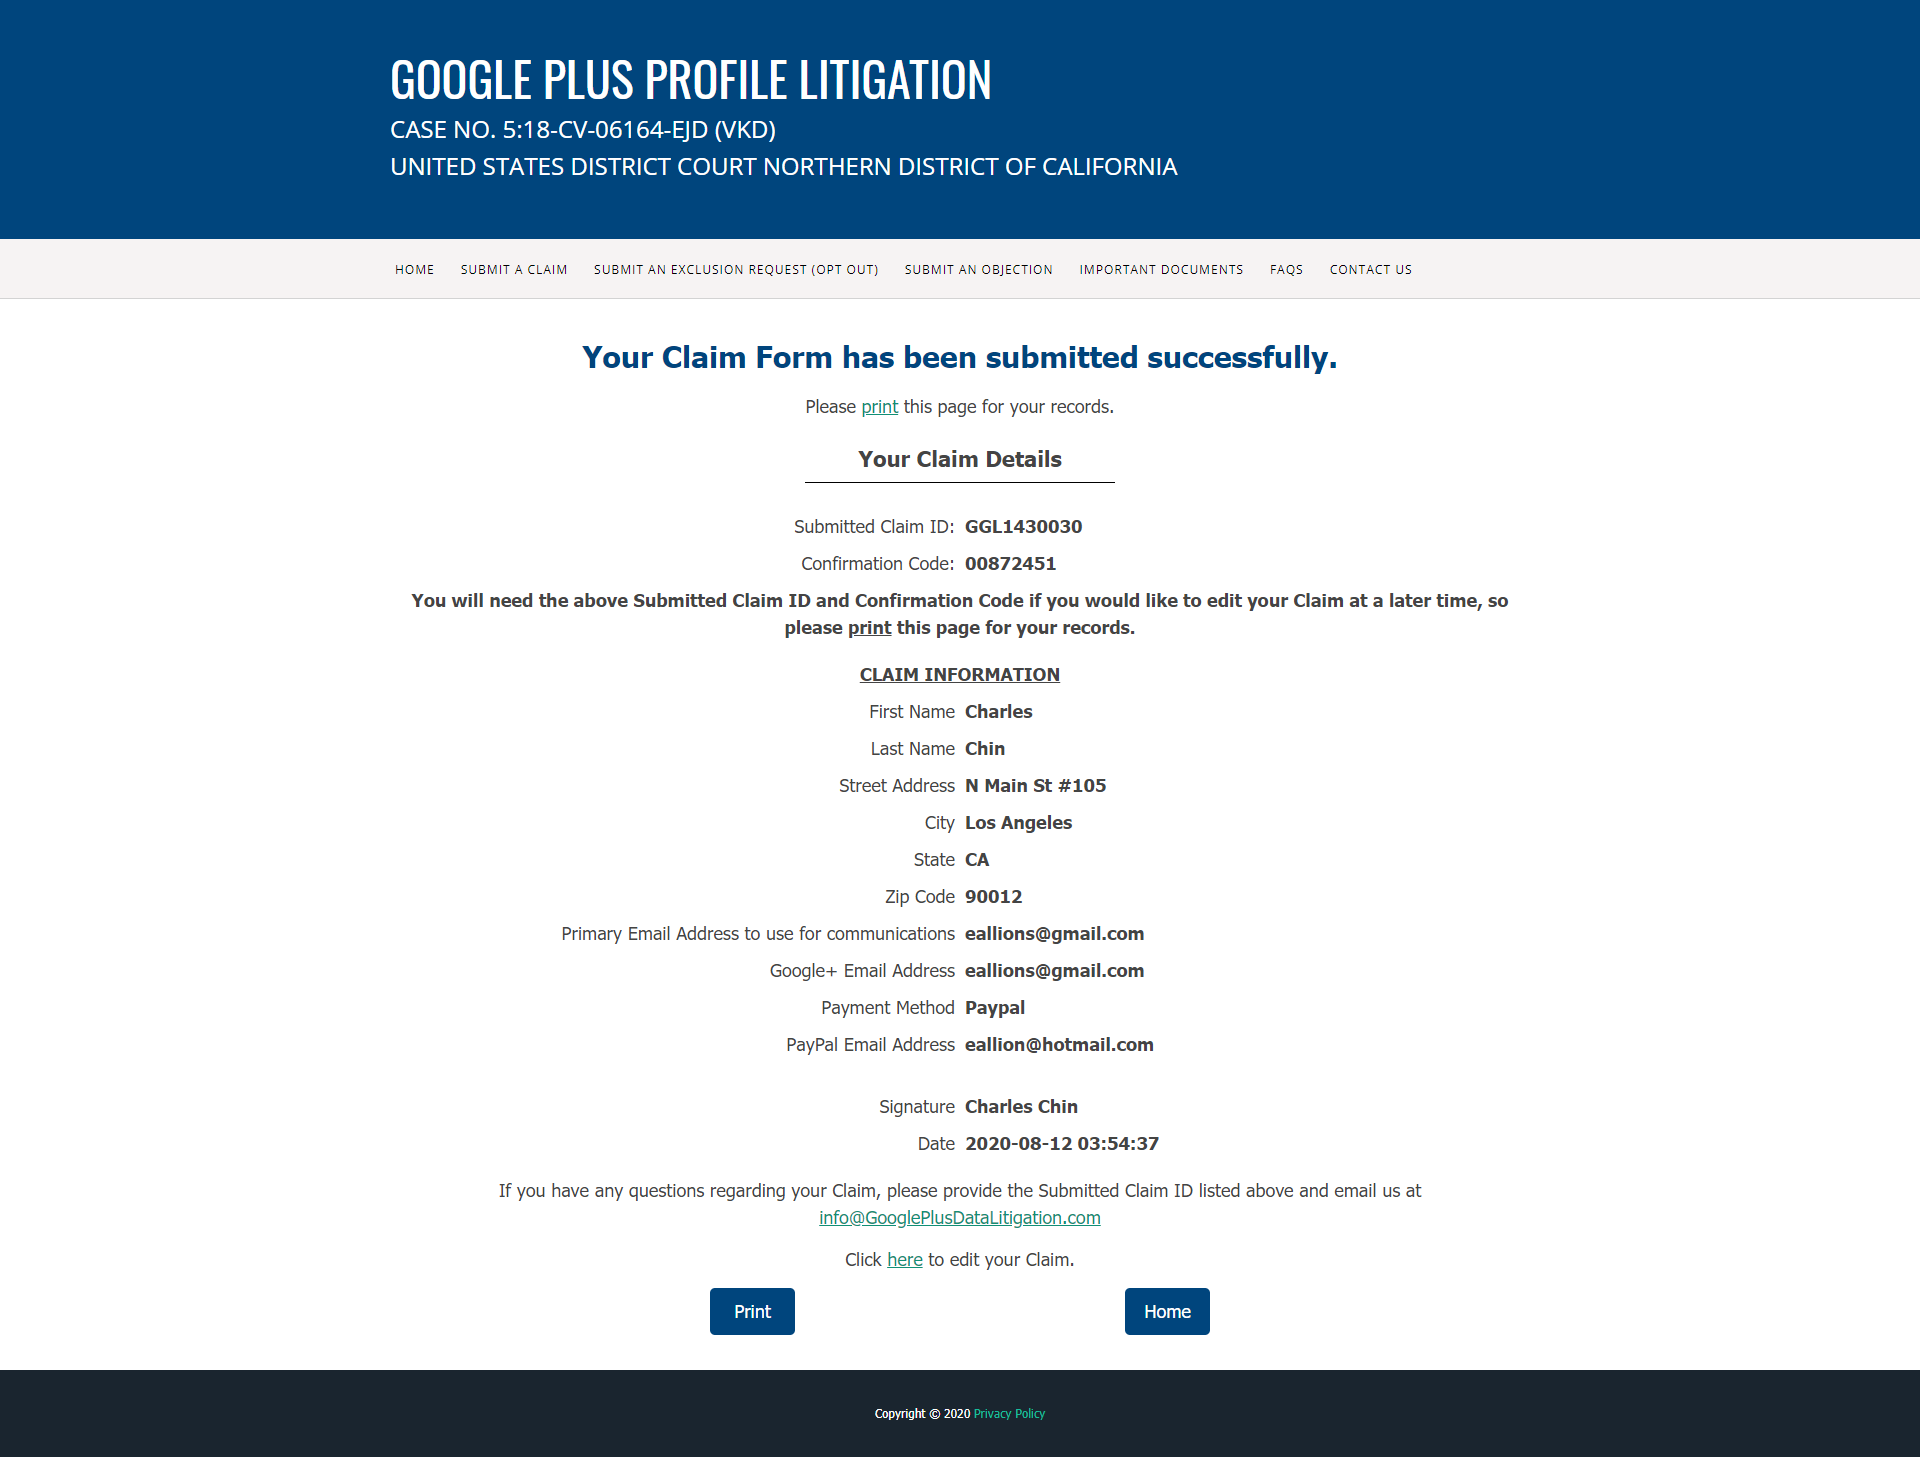 GOOGLE PLUS PROFILE LITIGATION
CASE NO. 5:18-CV-06164-EJD (VKD)
UNITED STATES DISTRICT COURT NORTHERN DISTRICT OF CALIFORNIA
HOME SUBMIT A CLAIM SUBMIT AN EXCLUSION REQUEST (OPT OUT) SUBMIT AN OBJECTION IMPORTANT DOCUMENTS FAQS CONTACT US
Your Claim Form has been submitted successfully.
Please print this page for your records.
Your Claim Details
Submitted Claim ID: GGL1430030
Confirmation Code: 00872451
You will need the above Submitted Claim ID and Confirmation Code if you would like to edit your Claim at a later time, so
please print this page for your records.
CLAIM INFORMATION
First Name Charles
Last Name Chin
Street Address N Main St #105
City Los Angeles
State CA
Zip Code 90012
Primary Email Address to use for communications eallions@gmail.com
Google+ Email Address eallions@gmail.com
Payment Method Paypal
PayPal Email Address eallion@hotmail.com
Signature Charles Chin
Date 2020-08-12 03:54:37
If you have any questions regarding your Claim, please provide the Submitted Claim ID listed above and email us at
info@GooglePlusDataLitigation.com
Click here to edit your Claim.
Print Home
Copyright © 2020 Privacy Policy